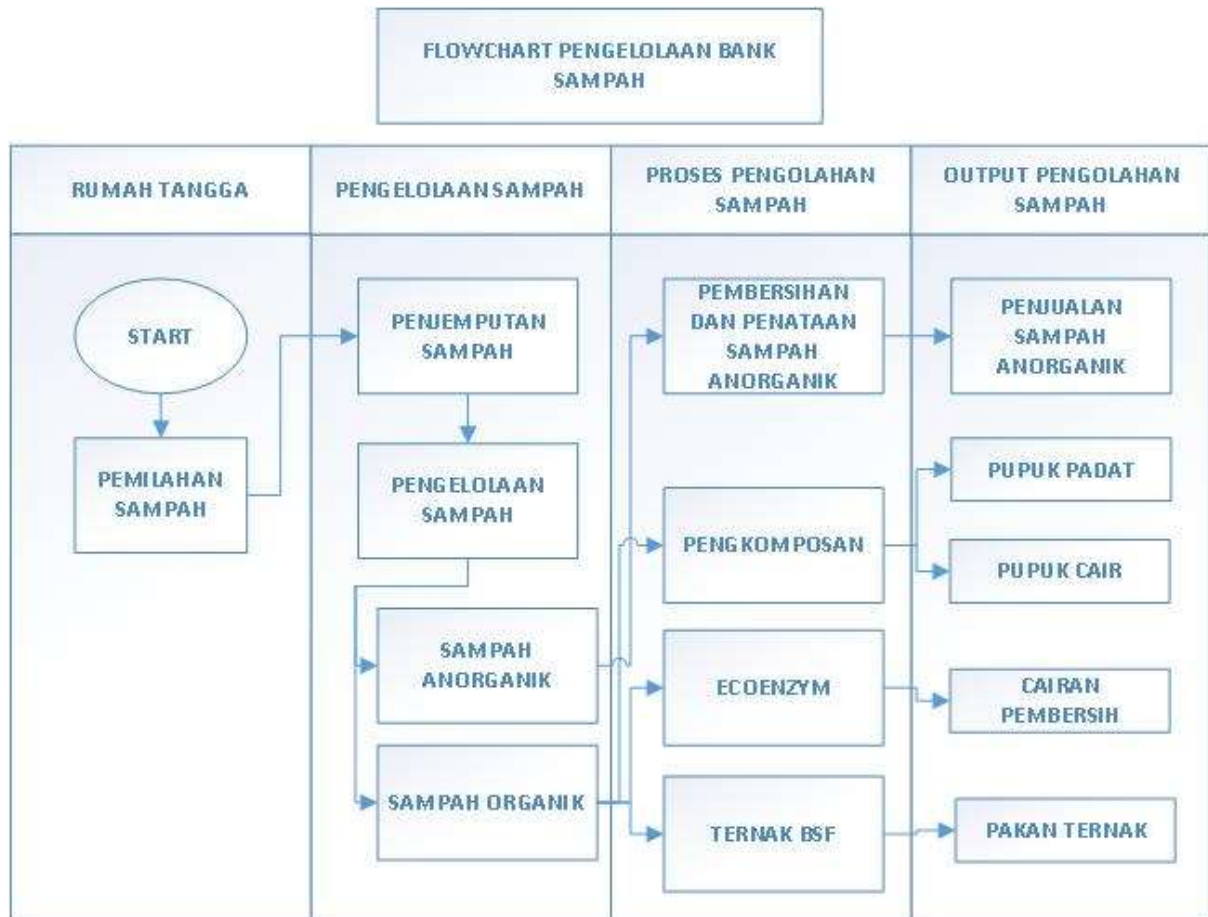 FLOWCHART PENGELOLAAN BANK
SAMPAH
RUMAH TANGGA
PENGELOLAAN SAMPAH
PROSES PENGOLAHAN
SAMPAH
OUTPUT PENGOLAHAN
SAMPAH
START
PEMILAHAN
SAMPAH
PENJEMPUTAN
SAMPAH
PENGELOLAAN
SAMPAH
SAMPAH
ANORGANIK
SAMPAH ORGANIK
PEMBERSIHAN
DAN PENATAAN
SAMPAH
ANORGANIK
PENGKOMPOSAN
ECOENZYM
TERNAK BSF
PENJUALAN
SAMPAH
ANORGANIK
PUPUK PADAT
PUPUK CAIR
CAIRAN
PEMBERSIH
PAKAN TERNAK